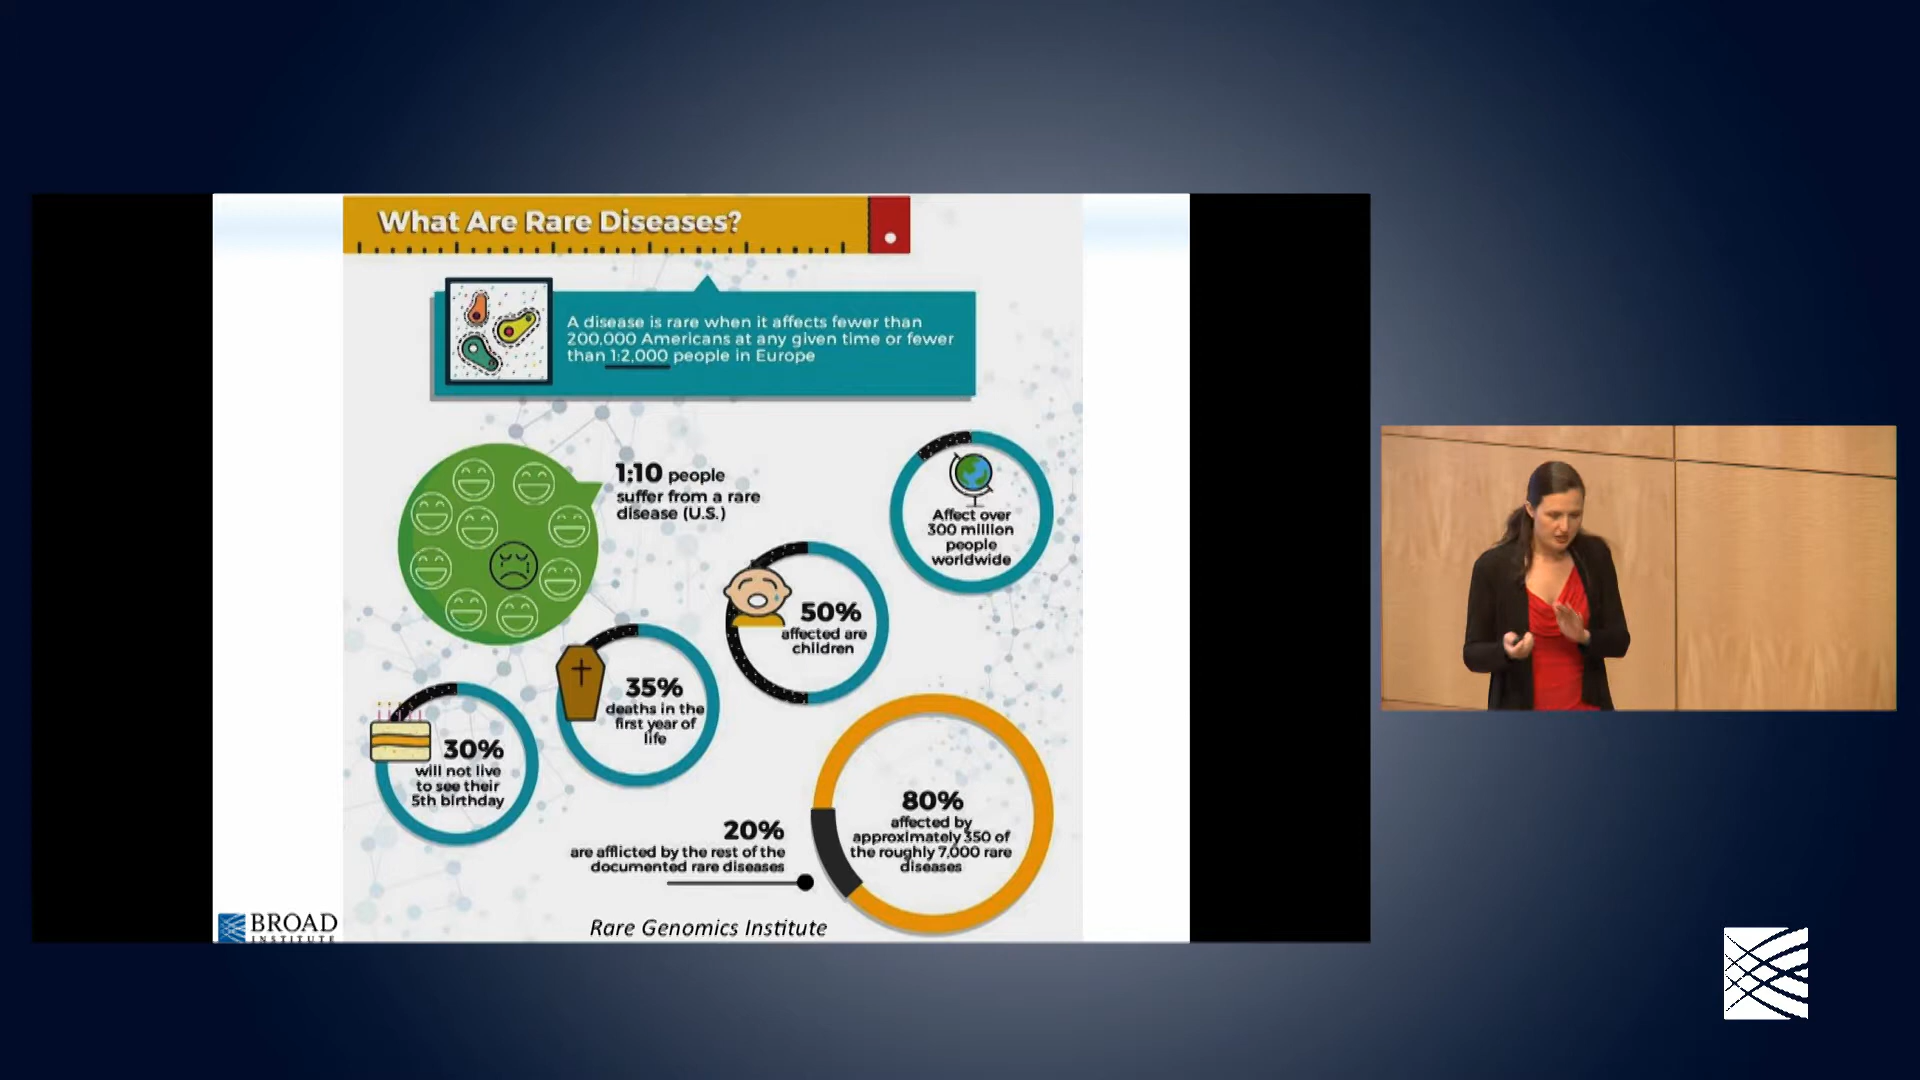 What Are Rare Diseases?
A disease is rare when it affects fewer than
200,000 Americans at any given time or fewer
than 1:2,000 people in Europe
1:10 people
suffer from a rare
disease (U.S.)
Affect over
300 million
people
worldwide
50%
affected are
children
35%
deaths in the
first year of
life
30%
will not live
to see their
5th birthday
80%
affected by
approximately 350 of
the roughly 7,000 rare
diseases
20%
are afflicted by the rest of the
documented rare diseases
Rare Genomics Institute
BROAD
INSTITUTE